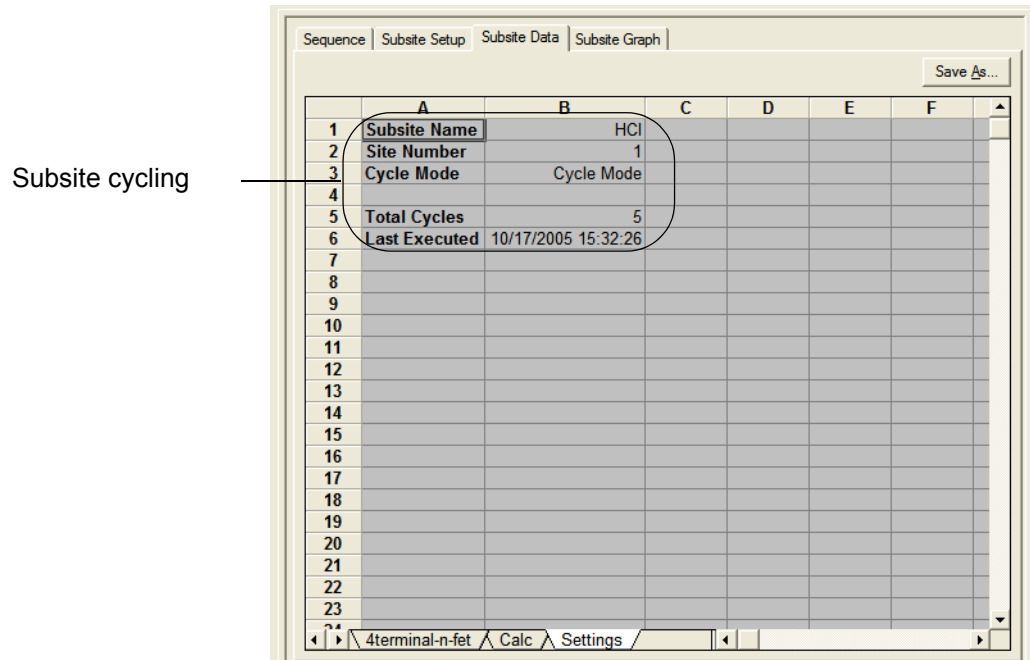 Sequence Subsite Setup Subsite Data Subsite Graph
Save As...
A B C D E F
1 Subsite Name HCI
2 Site Number 1
Subsite cycling
3 Cycle Mode Cycle Mode
4
5 Total Cycles 5
6 Last Executed 10/17/2005 15:32:26
7
8
9
10
11
12
13
14
15
16
17
18
19
20
21
22
23
24
4terminal-n-fet Calc Settings